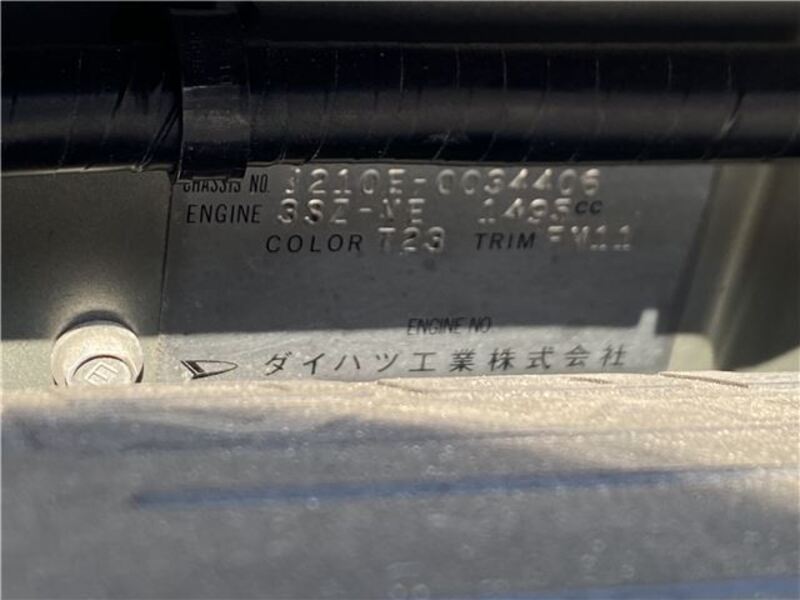 CHASSIS NO. J210E-0034406
ENGINE 3SZ-VE 1495cc
COLOR T23 TRIM FM11
ENGINE NO.
ダイハツ工業株式会社